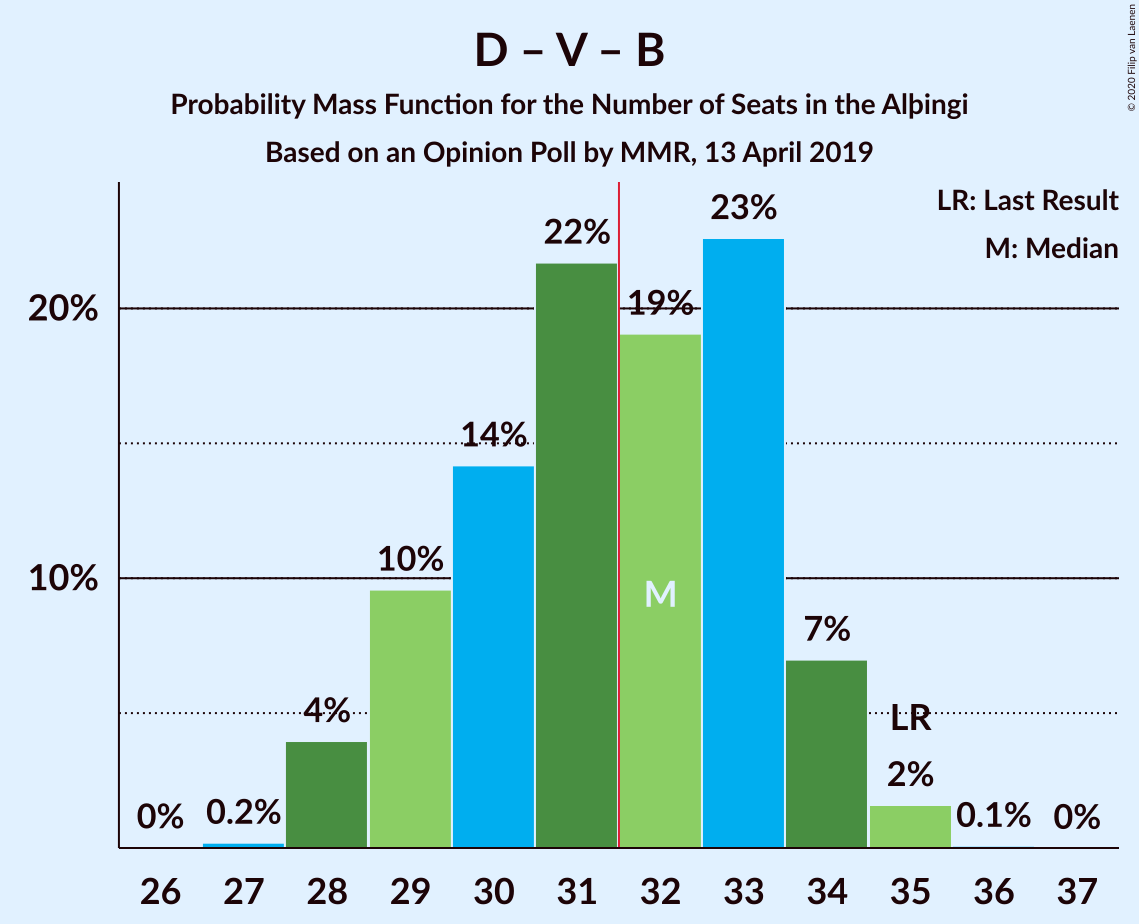 D – V – B
Probability Mass Function for the Number of Seats in the Alþingi
Based on an Opinion Poll by MMR, 13 April 2019
© 2020 Filip van Laenen
LR: Last Result
M: Median
20%
10%
0%
0.2%
4%
10%
14%
22%
19%
23%
7%
2%
0.1%
0%
M
LR
26 27 28 29 30 31 32 33 34 35 36 37